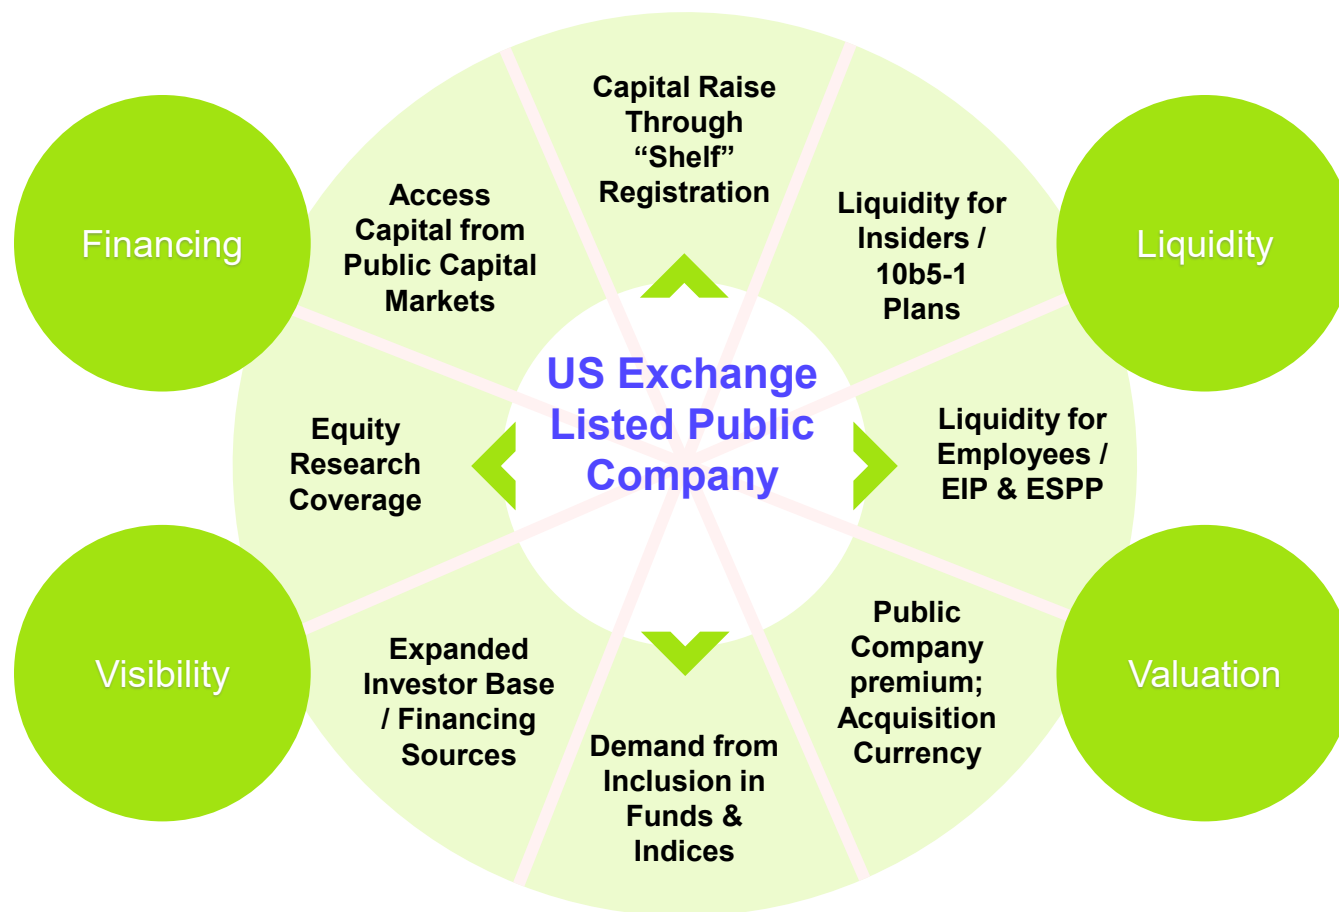 Capital Raise
Through
“Shelf”
Registration
Access
Capital from
Public Capital
Markets
Liquidity for
Insiders /
10b5-1
Plans
Financing
Liquidity
US Exchange
Listed Public
Company
Equity
Research
Coverage
Liquidity for
Employees /
EIP & ESPP
Visibility
Expanded
Investor Base
/ Financing
Sources
Demand from
Inclusion in
Funds &
Indices
Public
Company
premium;
Acquisition
Currency
Valuation